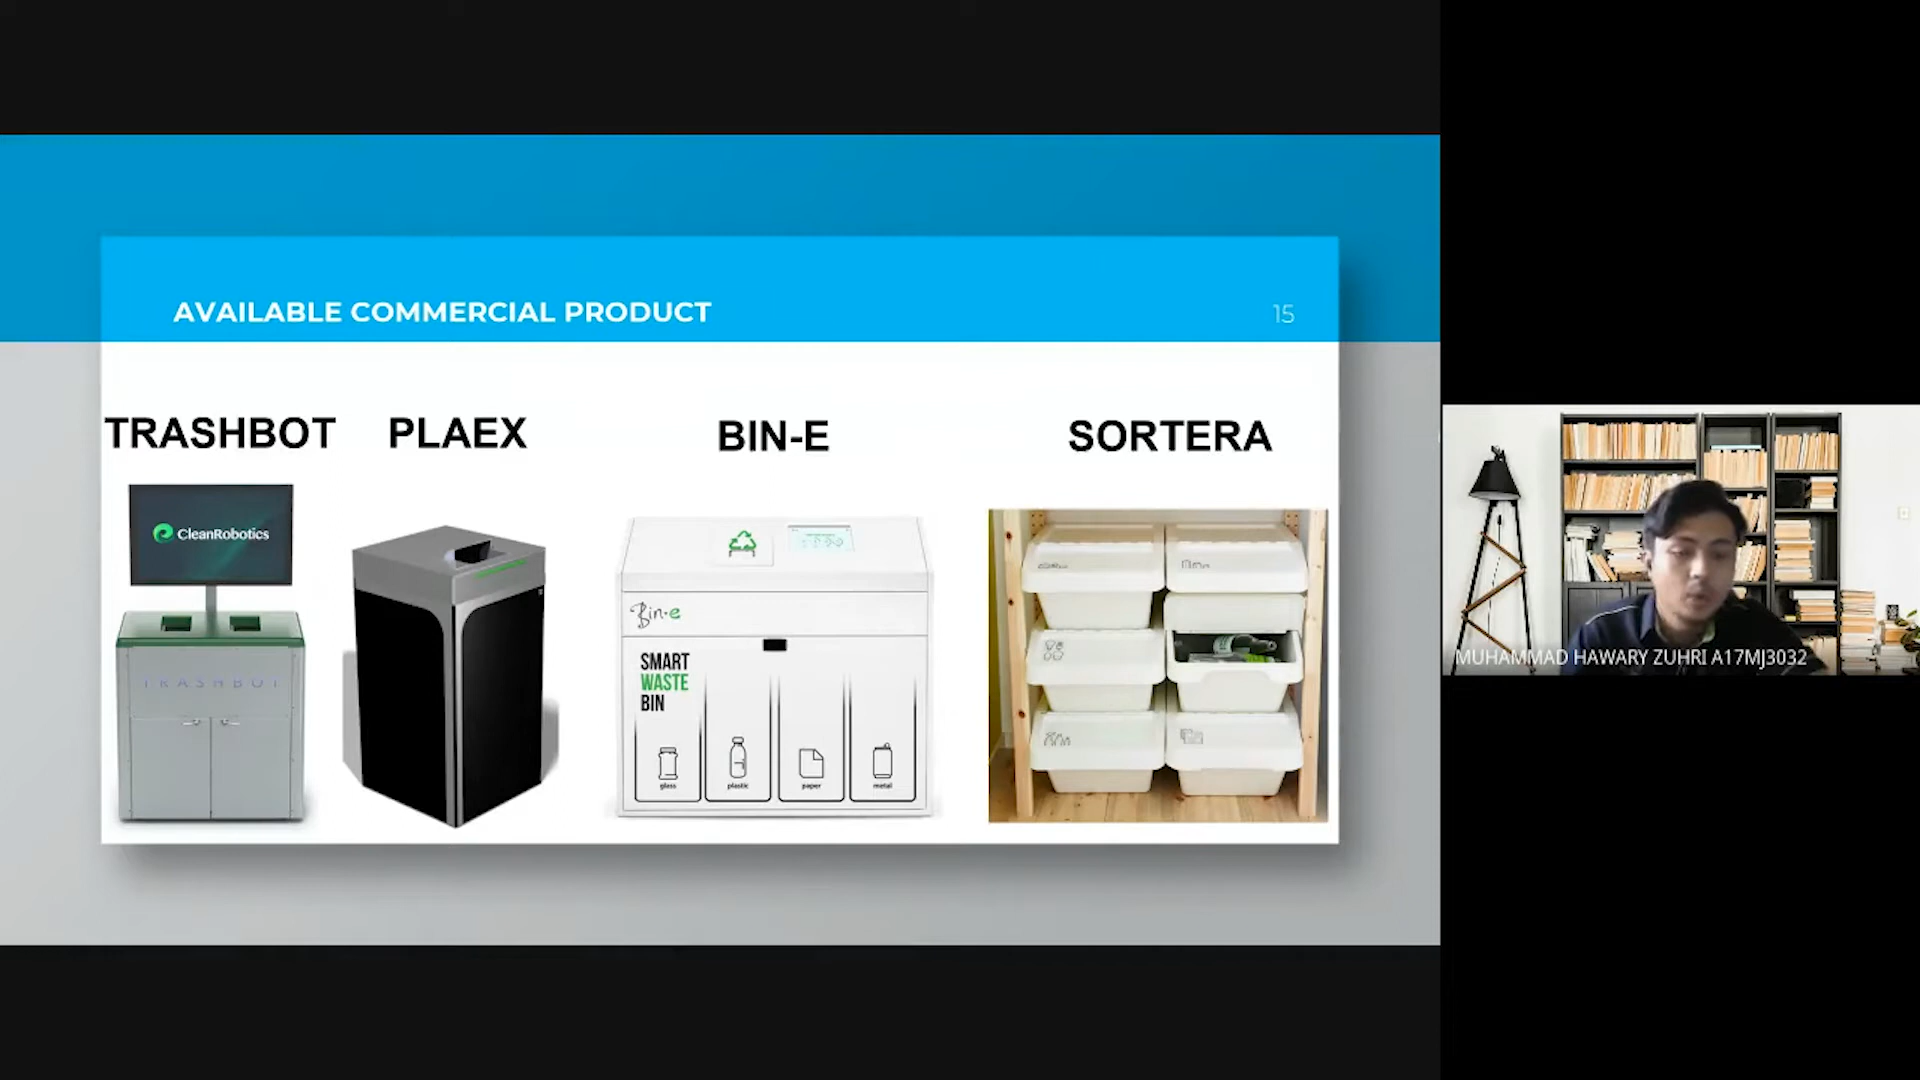 AVAILABLE COMMERCIAL PRODUCT
15
TRASHBOT
PLAEX
BIN-E
SORTERA
CleanRobotics
TRASHBOT
Bin·e
SMART
WASTE
BIN
glass
plastic
paper
metal
MUHAMMAD HAWARY ZUHRI A17MJ3032